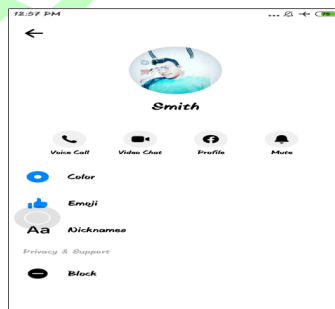 12:57 PM
Smith
Voice Call Video Chat Profile Mute
Color
Emoji
Aa Nicknames
Privacy & Support
Block